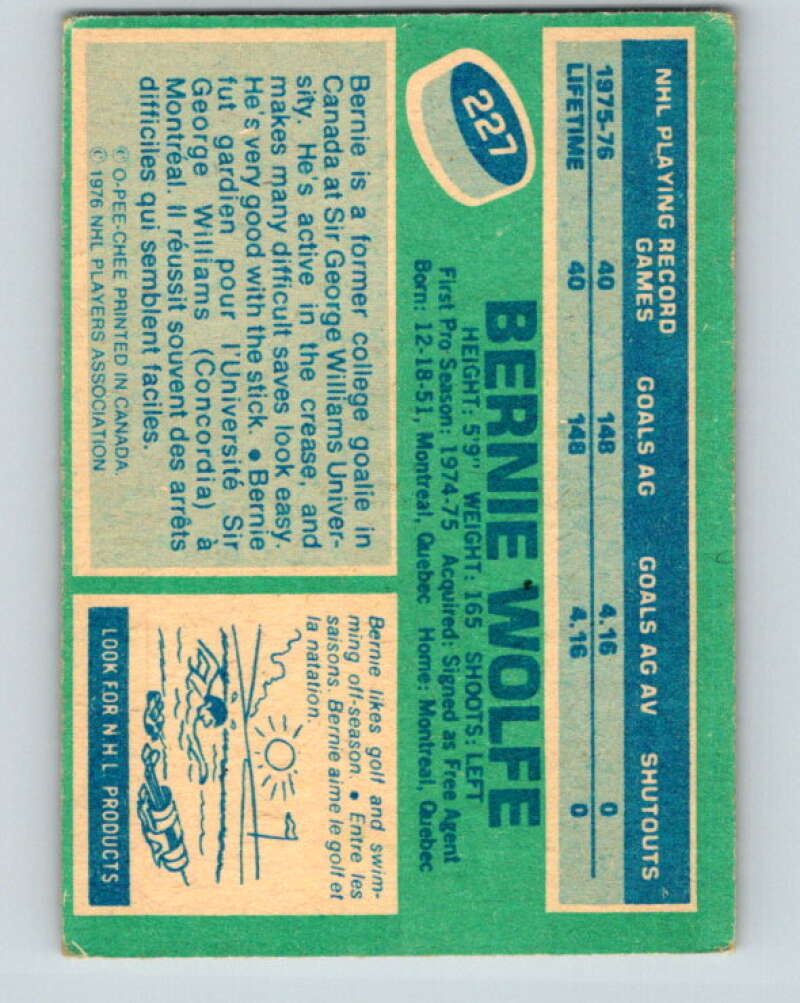 NHL PLAYING RECORD
GAMES GOALS AG GOALS AG AV SHUTOUTS
1975-76 40 148 4.16 0
LIFETIME 40 148 4.16 0
227
BERNIE WOLFE
HEIGHT: 5'9" WEIGHT: 165 SHOOTS: LEFT
First Pro Season: 1974-75 Acquired: Signed as Free Agent
Born: 12-18-51, Montreal, Quebec Home: Montreal, Quebec
Bernie is a former college goalie in
Canada at Sir George Williams Univer-
sity. He's active in the crease, and
makes many difficult saves look easy.
He's very good with the stick. • Bernie
fut gardien pour l'Université Sir
George Williams (Concordia) à
Montréal. Il réussit souvent des arrêts
difficiles qui semblent faciles.
© O-PEE-CHEE PRINTED IN CANADA.
© 1976 NHL PLAYERS ASSOCIATION
Bernie likes golf and swim-
ming off-season. • Entre les
saisons. Bernie aime le golf et
la natation.
LOOK FOR N.H.L. PRODUCTS